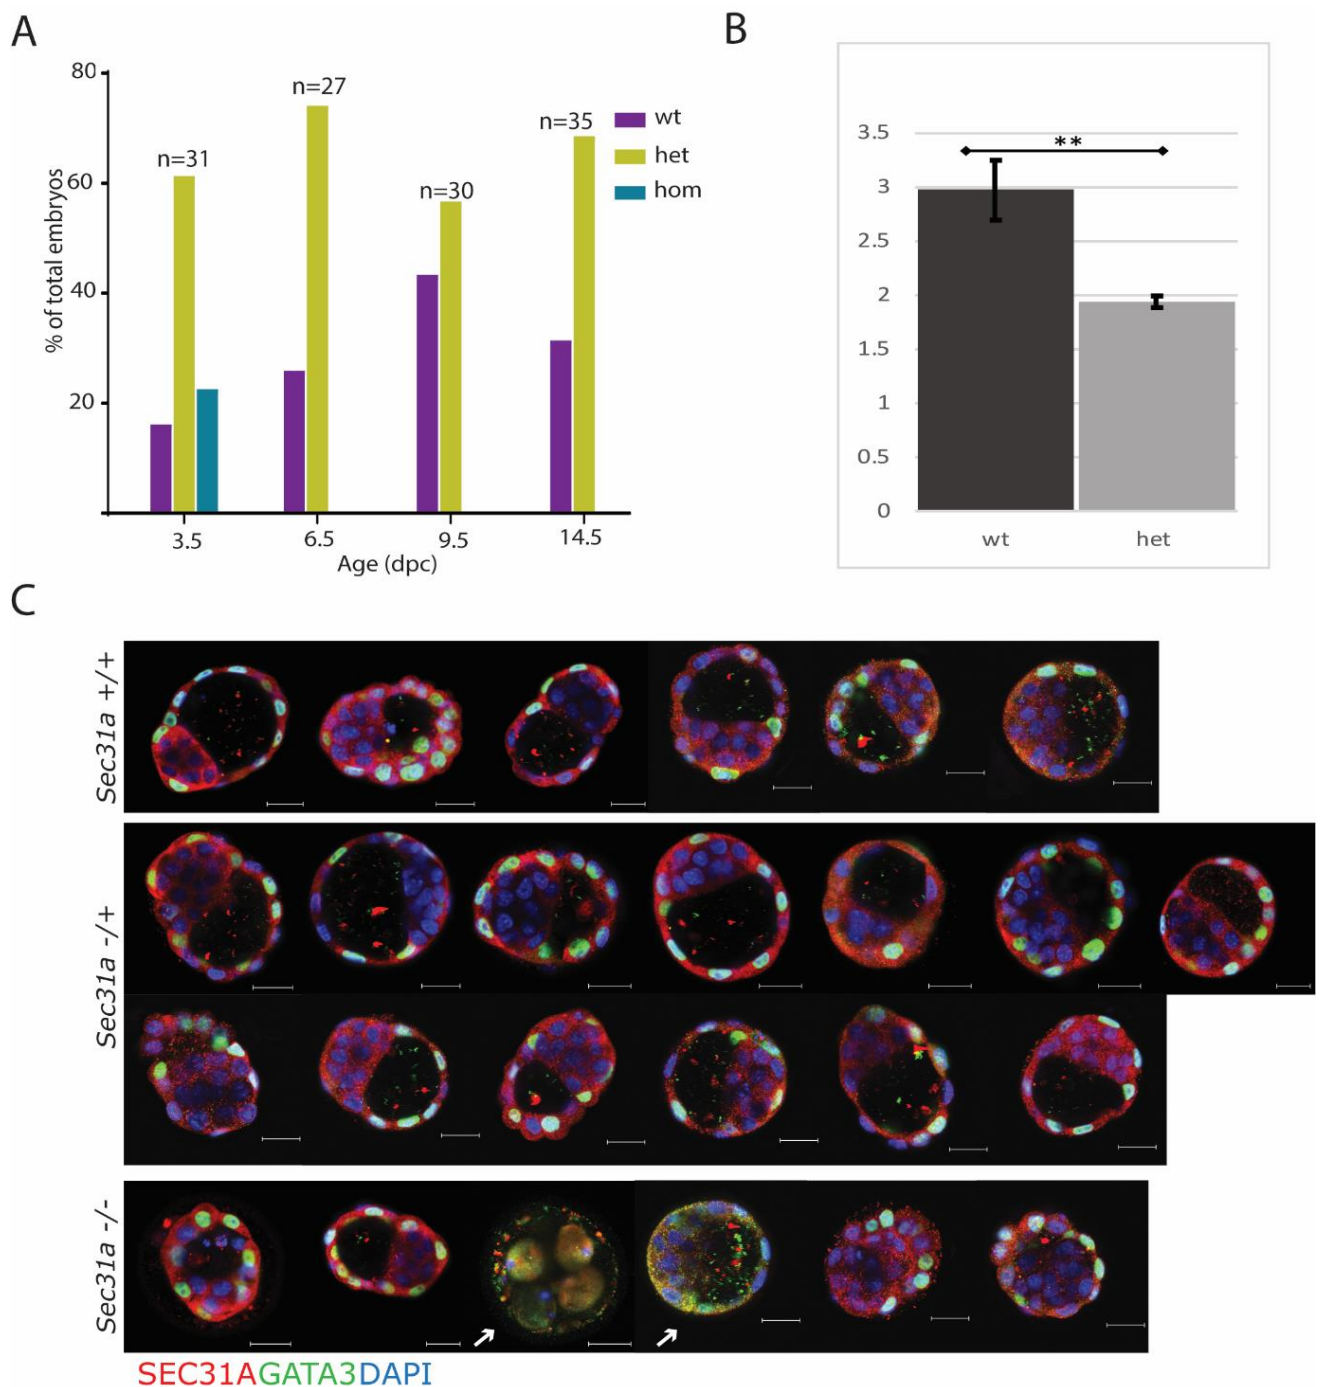 A
B
80
60
40
20
% of total embryos
n=31
n=27
n=30
n=35
wt
het
hom
3.5
6.5
9.5
14.5
Age (dpc)
3.5
3
2.5
2
1.5
1
0.5
0
**
wt
het
C
Sec31a +/+
Sec31a -/+
Sec31a -/-
SEC31AGATA3DAPI